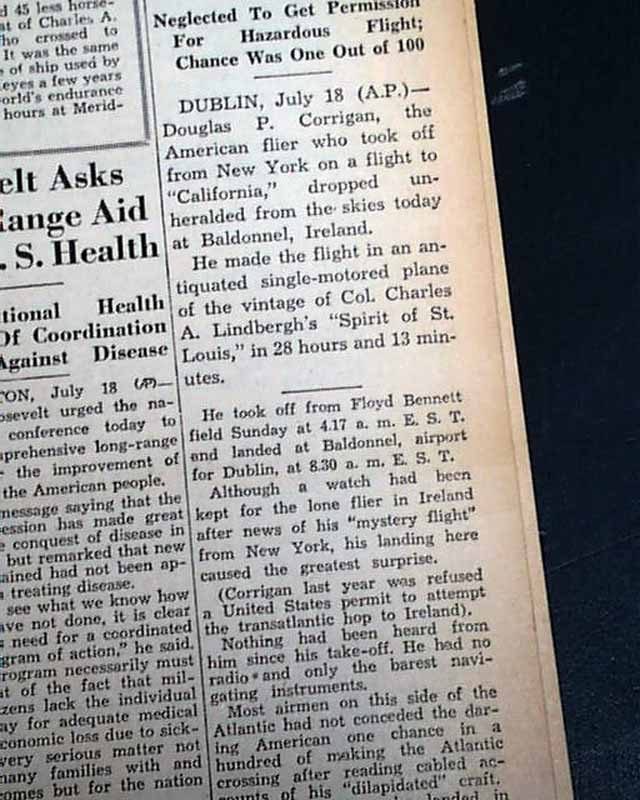 d 45 less horse-
at of Charles A.
ho crossed to
It was the same
e of ship used by
eyes a few years
orld's endurance
hours at Merid-
elt Asks
ange Aid
. S. Health
tional Health
Of Coordination
Against Disease
TON, July 18 (AP)—
osevelt urged the na-
conference today to
prehensive long-range
the improvement of
the American people.
message saying that the
ession has made great
e conquest of disease in
but remarked that new
ained had not been ap-
treating disease.
see what we know how
ave not done, it is clear
need for a coordinated
gram of action," he said.
rogram necessarily must
t of the fact that mil-
zens lack the individual
ay for adequate medical
conomic loss due to sick-
very serious matter not
many families with and
comes but for the nation
Neglected To Get Permission
For Hazardous Flight;
Chance Was One Out of 100
DUBLIN, July 18 (A.P.)—
Douglas P. Corrigan, the
American flier who took off
from New York on a flight to
"California," dropped un-
heralded from the skies today
at Baldonnel, Ireland.
He made the flight in an an-
tiquated single-motored plane
of the vintage of Col. Charles
A. Lindbergh's "Spirit of St.
Louis," in 28 hours and 13 min-
utes.
He took off from Floyd Bennett
field Sunday at 4.17 a. m. E. S. T.
and landed at Baldonnel, airport
for Dublin, at 8.30 a. m. E. S. T.
Although a watch had been
kept for the lone flier in Ireland
after news of his "mystery flight"
from New York, his landing here
caused the greatest surprise.
(Corrigan last year was refused
a United States permit to attempt
the transatlantic hop to Ireland).
Nothing had been heard from
him since his take-off. He had no
radio and only the barest navi-
gating instruments.
Most airmen on this side of the
Atlantic had not conceded the dar-
ing American one chance in a
hundred of making the Atlantic
crossing after reading cabled ac-
counts of his "dilapidated" craft.
landed in